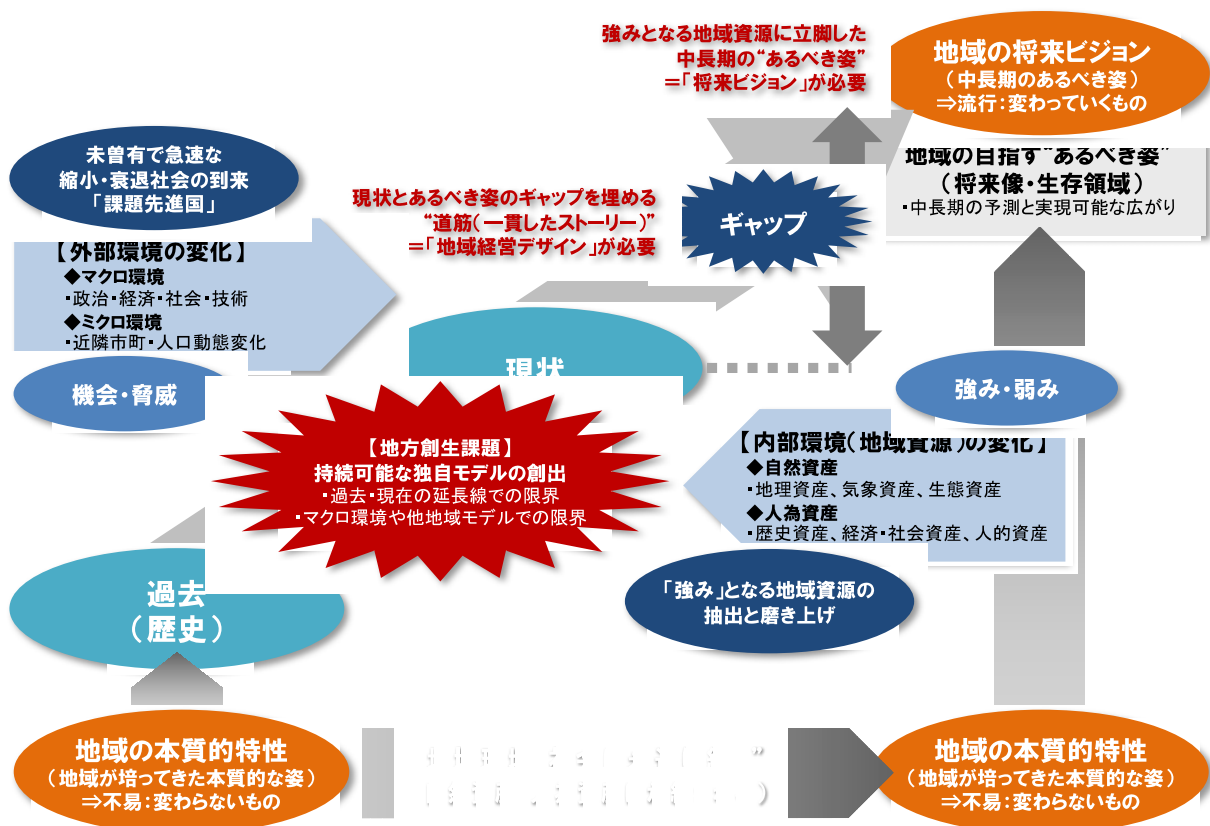 強みとなる地域資源に立脚した
中長期の“あるべき姿”
＝「将来ビジョン」が必要
地域の将来ビジョン
（中長期のあるべき姿）
⇒流行：変わっていくもの
未曽有で急速な
縮小・衰退社会の到来
「課題先進国」
地域の目指す“あるべき姿”
（将来像・生存領域）
・中長期の予測と実現可能な広がり
現状とあるべき姿のギャップを埋める
“道筋（一貫したストーリー）”
＝「地域経営デザイン」が必要
ギャップ
【外部環境の変化】
◆マクロ環境
・政治・経済・社会・技術
◆ミクロ環境
・近隣市町・人口動態変化
機会・脅威
現状
強み・弱み
【地方創生課題】
持続可能な独自モデルの創出
・過去・現在の延長線での限界
・マクロ環境や他地域モデルでの限界
【内部環境（地域資源）の変化】
◆自然資産
・地理資産、気象資産、生態資産
◆人為資産
・歴史資産、経済・社会資産、人的資産
「強み」となる地域資源の
抽出と磨き上げ
過去
（歴史）
地域の本質的特性
（地域が培ってきた本質的な姿）
⇒不易：変わらないもの
地域の本質的特性
（地域が培ってきた本質的な姿）
⇒不易：変わらないもの